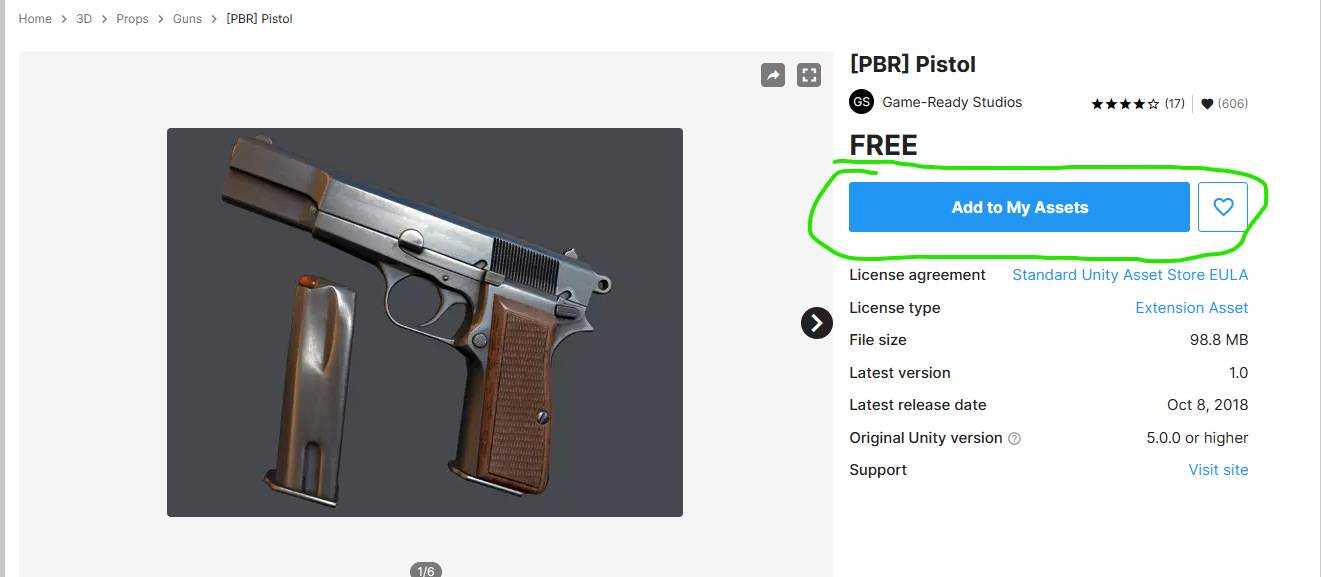 Home > 3D > Props > Guns > [PBR] Pistol
[PBR] Pistol
GS Game-Ready Studios (17) (606)
FREE
Add to My Assets
License agreement Standard Unity Asset Store EULA
License type Extension Asset
File size 98.8 MB
Latest version 1.0
Latest release date Oct 8, 2018
Original Unity version ? 5.0.0 or higher
Support Visit site
1/6